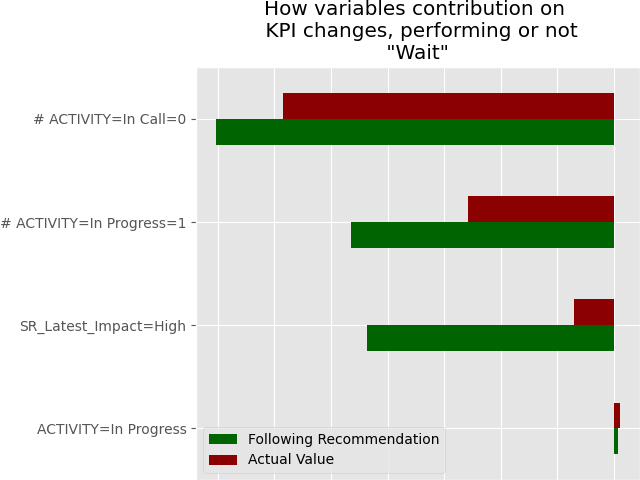 How variables contribution on
KPI changes, performing or not
"Wait"
# ACTIVITY=In Call=0
# ACTIVITY=In Progress=1
SR_Latest_Impact=High
ACTIVITY=In Progress
Following Recommendation
Actual Value